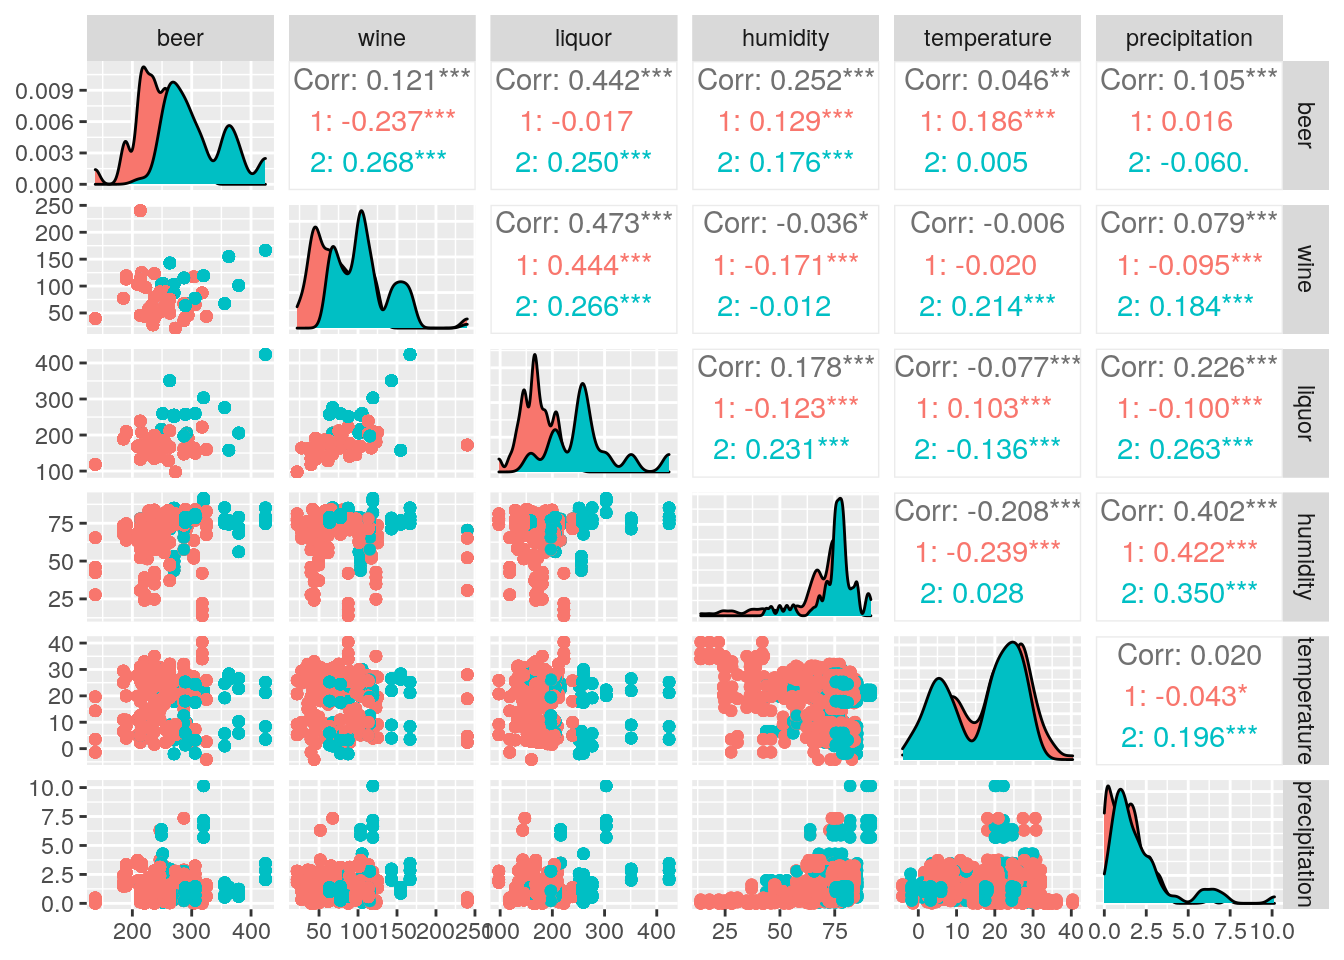 beer wine liquor humidity temperature precipitation
Corr: 0.121*** Corr: 0.442*** Corr: 0.252*** Corr: 0.046** Corr: 0.105***
1: -0.237*** 1: -0.017 1: 0.129*** 1: 0.186*** 1: 0.016
2: 0.268*** 2: 0.250*** 2: 0.176*** 2: 0.005 2: -0.060.
0.009
0.006
0.003
0.000
beer
Corr: 0.473*** Corr: -0.036* Corr: -0.006 Corr: 0.079***
1: 0.444*** 1: -0.171*** 1: -0.020 1: -0.095***
2: 0.266*** 2: -0.012 2: 0.214*** 2: 0.184***
250
200
150
100
50
wine
Corr: 0.178*** Corr: -0.077*** Corr: 0.226***
1: -0.123*** 1: 0.103*** 1: -0.100***
2: 0.231*** 2: -0.136*** 2: 0.263***
400
300
200
100
liquor
Corr: -0.208*** Corr: 0.402***
1: -0.239*** 1: 0.422***
2: 0.028 2: 0.350***
75
50
25
humidity
Corr: 0.020
1: -0.043*
2: 0.196***
40
30
20
10
0
temperature
10.0
7.5
5.0
2.5
0.0
precipitation
200 300 400 50 100 150 200 250 100 200 300 400 25 50 75 0 10 20 30 40 0.0 2.5 5.0 7.5 10.0